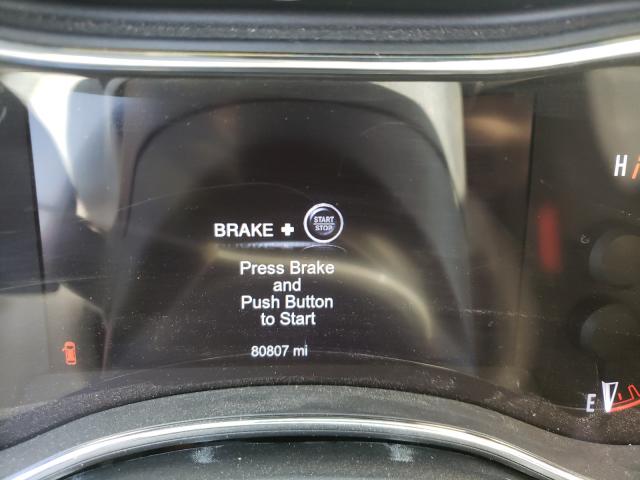 H
START
STOP
BRAKE +
Press Brake
and
Push Button
to Start
80807 mi
E